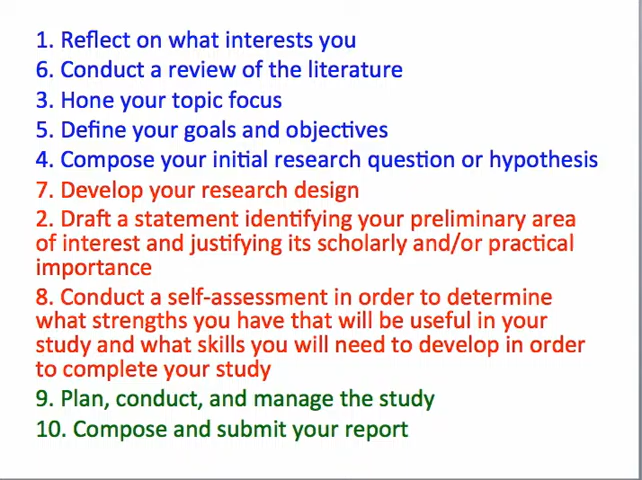 1. Reflect on what interests you
6. Conduct a review of the literature
3. Hone your topic focus
5. Define your goals and objectives
4. Compose your initial research question or hypothesis
7. Develop your research design
2. Draft a statement identifying your preliminary area
of interest and justifying its scholarly and/or practical
importance
8. Conduct a self-assessment in order to determine
what strengths you have that will be useful in your
study and what skills you will need to develop in order
to complete your study
9. Plan, conduct, and manage the study
10. Compose and submit your report